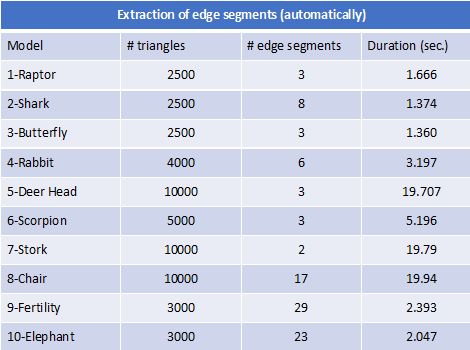 Extraction of edge segments (automatically)
Model # triangles # edge segments Duration (sec.)
1-Raptor 2500 3 1.666
2-Shark 2500 8 1.374
3-Butterfly 2500 3 1.360
4-Rabbit 4000 6 3.197
5-Deer Head 10000 3 19.707
6-Scorpion 5000 3 5.196
7-Stork 10000 2 19.79
8-Chair 10000 17 19.94
9-Fertility 3000 29 2.393
10-Elephant 3000 23 2.047